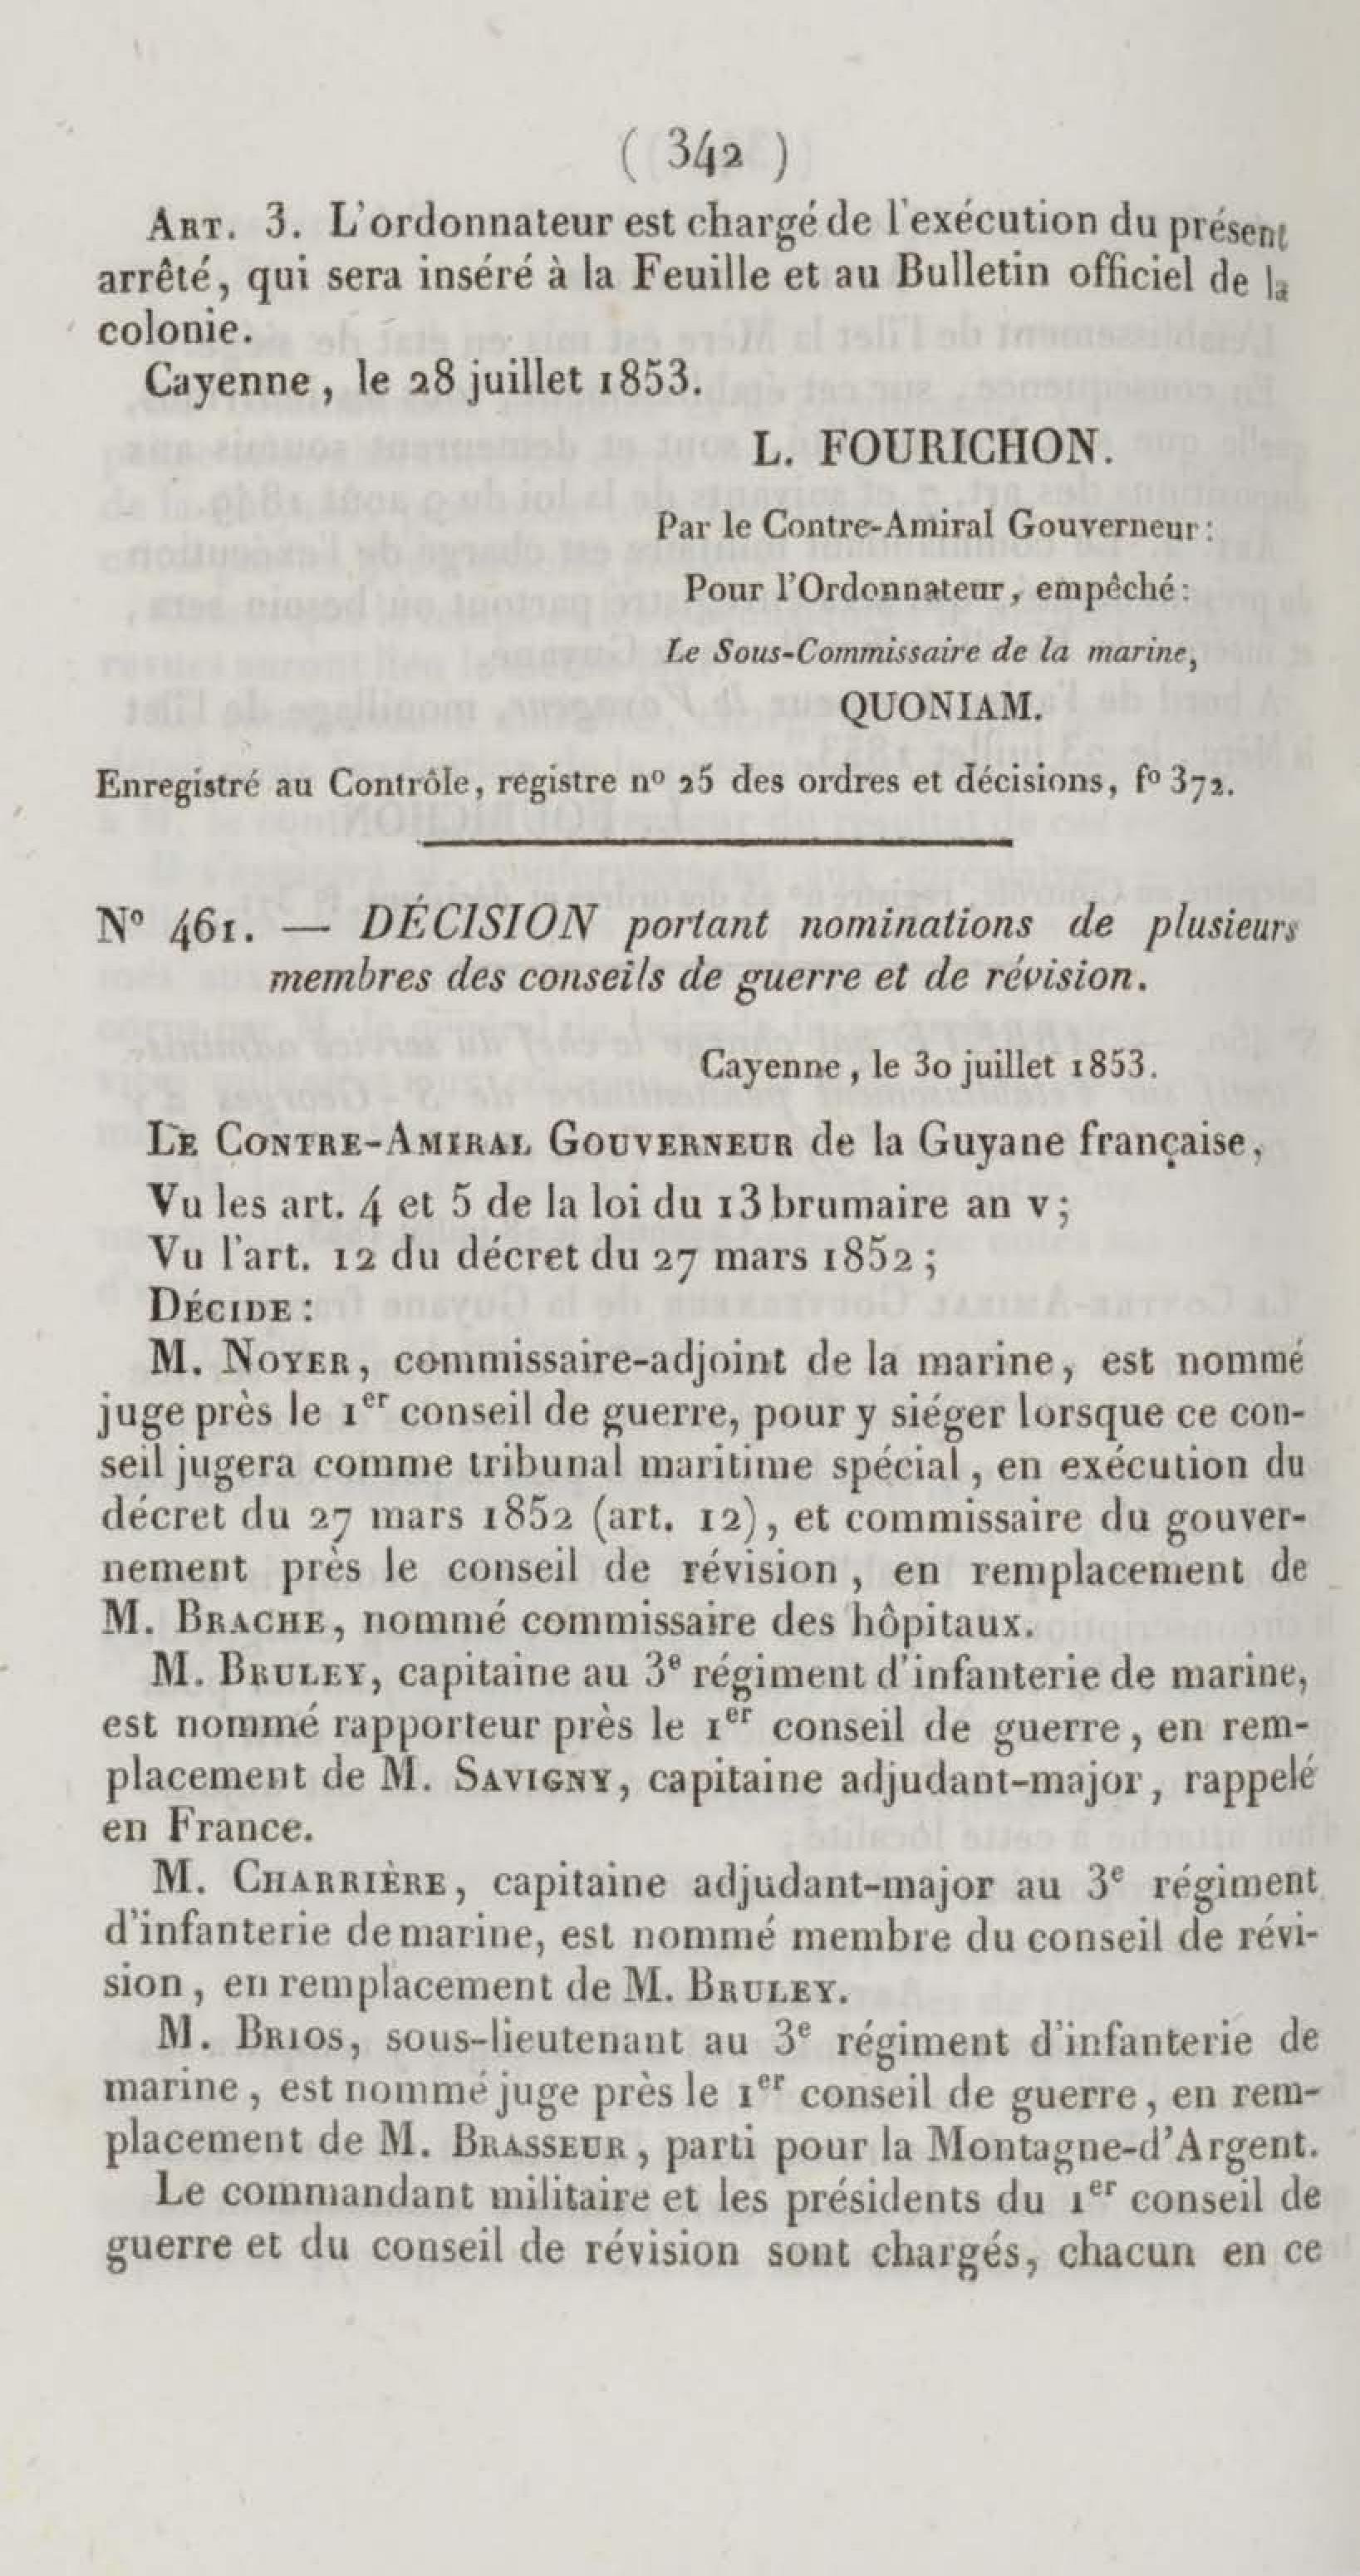 ( 342 )
ART. 3. L'ordonnateur est chargé de l'exécution du présent
arrêté, qui sera inséré à la Feuille et au Bulletin officiel de la
colonie.
Cayenne, le 28 juillet 1853.
L. FOURICHON.
Par le Contre-Amiral Gouverneur:
Pour l'Ordonnateur, empêché:
Le Sous-Commissaire de la marine,
QUONIAM.
Enregistré au Contrôle, registre nº 25 des ordres et décisions, fº 372.
Nº 461. — DÉCISION portant nominations de plusieurs
membres des conseils de guerre et de révision.
Cayenne, le 30 juillet 1853.
LE CONTRE-AMIRAL GOUVERNEUR de la Guyane française,
Vu les art. 4 et 5 de la loi du 13 brumaire an v;
Vu l'art. 12 du décret du 27 mars 1852;
DÉCIDE:
M. NOYER, commissaire-adjoint de la marine, est nommé
juge près le 1er conseil de guerre, pour y siéger lorsque ce con-
seil jugera comme tribunal maritime spécial, en exécution du
décret du 27 mars 1852 (art. 12), et commissaire du gouver-
nement près le conseil de révision, en remplacement de
M. BRACHE, nommé commissaire des hôpitaux.
M. BRULEY, capitaine au 3e régiment d'infanterie de marine,
est nommé rapporteur près le 1er conseil de guerre, en rem-
placement de M. SAVIGNY, capitaine adjudant-major, rappelé
en France.
M. CHARRIÈRE, capitaine adjudant-major au 3e régiment
d'infanterie de marine, est nommé membre du conseil de révi-
sion, en remplacement de M. BRULEY.
M. BRIOS, sous-lieutenant au 3e régiment d'infanterie de
marine, est nommé juge près le 1er conseil de guerre, en rem-
placement de M. BRASSEUR, parti pour la Montagne-d'Argent.
Le commandant militaire et les présidents du 1er conseil de
guerre et du conseil de révision sont chargés, chacun en ce